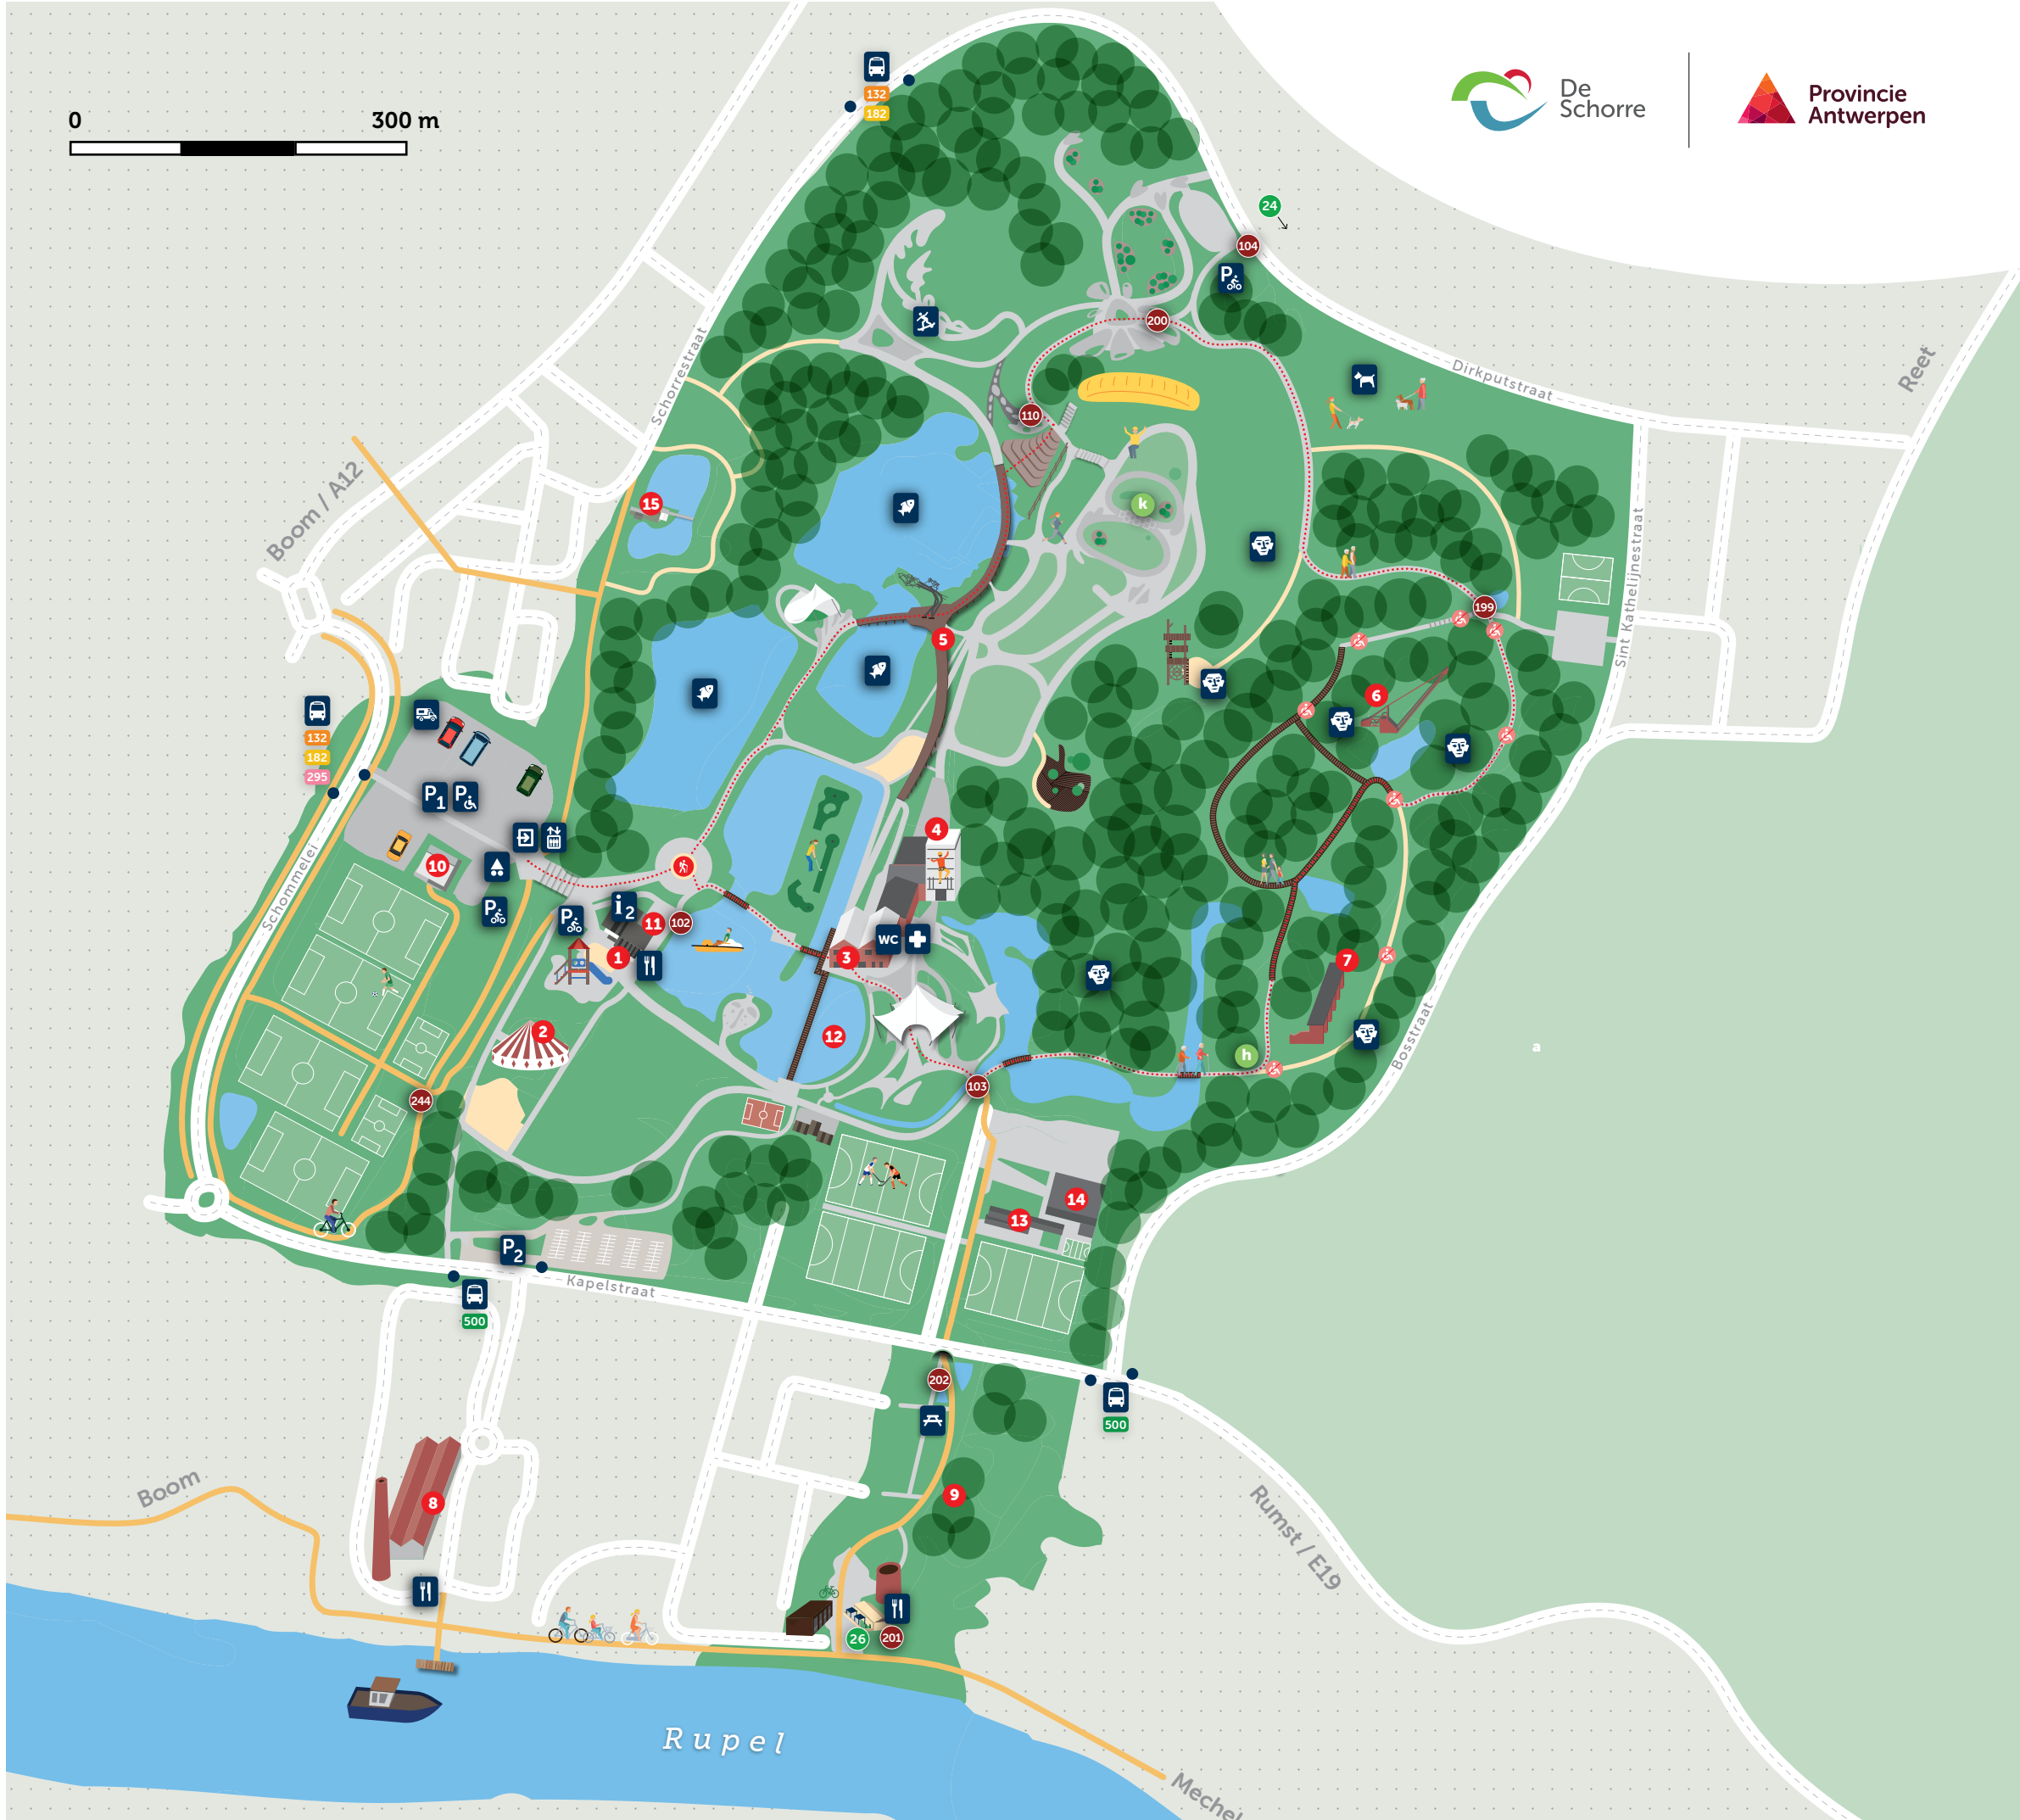 0 300 m
132
182
De
Schorre
Provincie
Antwerpen
24
104
P
200
Schorrestraat
Dirkputstraat
Reet
110
Boom / A12
15
k
Sint Kathelijnestraat
199
5
6
132
182
295
P1 P
4
10
P
P
i 2
11
102
WC
1
3
7
Schommelei
2
12
h
a
Bosstraat
244
103
14
13
P2
Kapelstraat
500
202
500
Boom
8
9
Rumst / E19
26
201
Rupel
Mechel